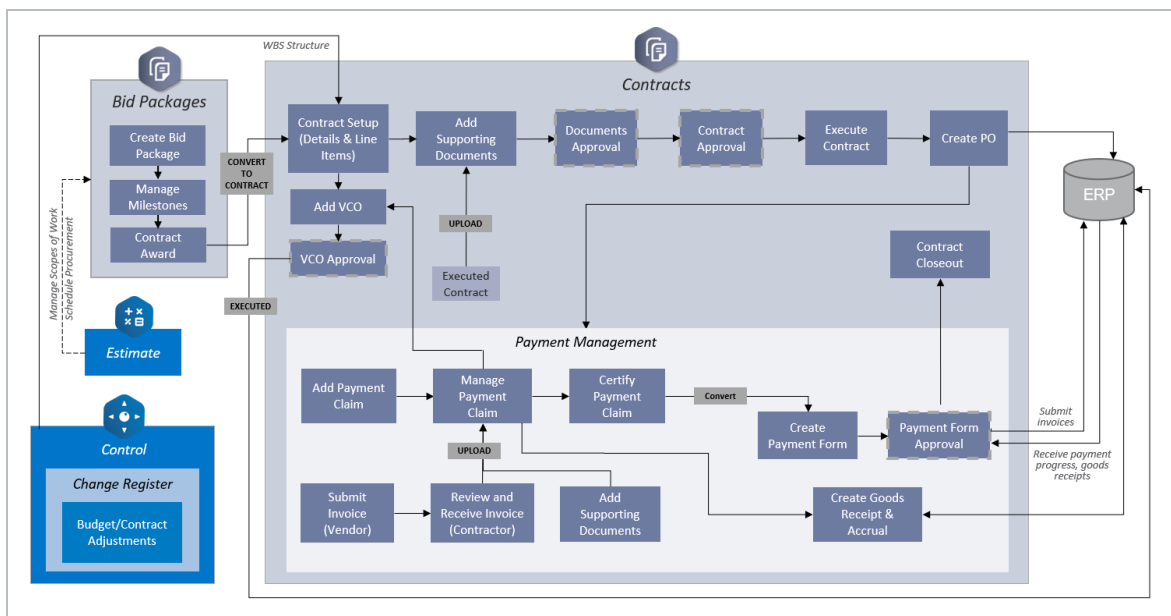 WBS Structure
Bid Packages
Create Bid
Package
Manage
Milestones
Contract
Award
CONVERT
TO
CONTRACT
Manage Scopes of Work
Schedule Procurement
Estimate
Control
Change Register
Budget/Contract
Adjustments
Contracts
Contract Setup
(Details & Line
Items)
Add
Supporting
Documents
Documents
Approval
Contract
Approval
Execute
Contract
Create PO
ERP
Add VCO
VCO Approval
EXECUTED
UPLOAD
Executed
Contract
Contract
Closeout
Payment Management
Add Payment
Claim
Manage
Payment
Claim
Certify
Payment
Claim
Convert
Create
Payment Form
Payment Form
Approval
Submit
invoices
Receive payment
progress, goods
receipts
UPLOAD
Submit
Invoice
(Vendor)
Review and
Receive Invoice
(Contractor)
Add
Supporting
Documents
Create Goods
Receipt &
Accrual